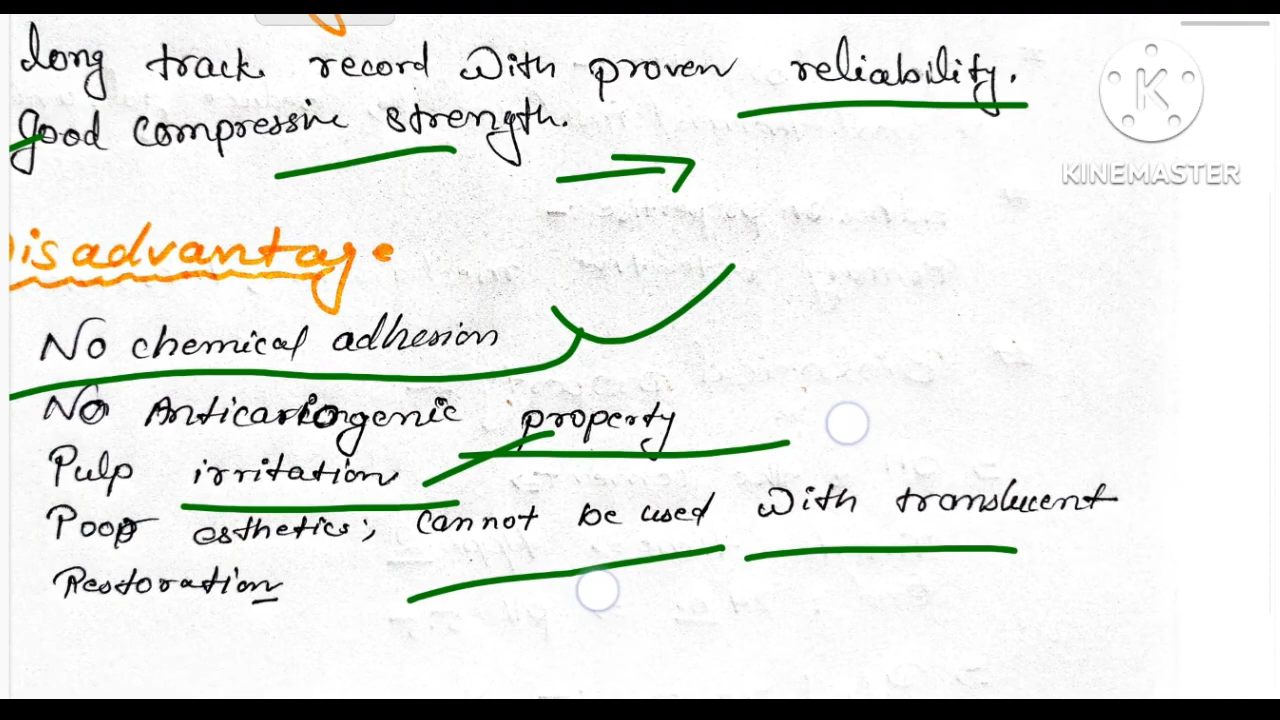 long track record with proven reliability.
good compressive strength.
Disadvantage
No chemical adhesion
No Anticariogenic property
Pulp irritation
Poor esthetics; cannot be used with translucent
Restoration
KINEMASTER